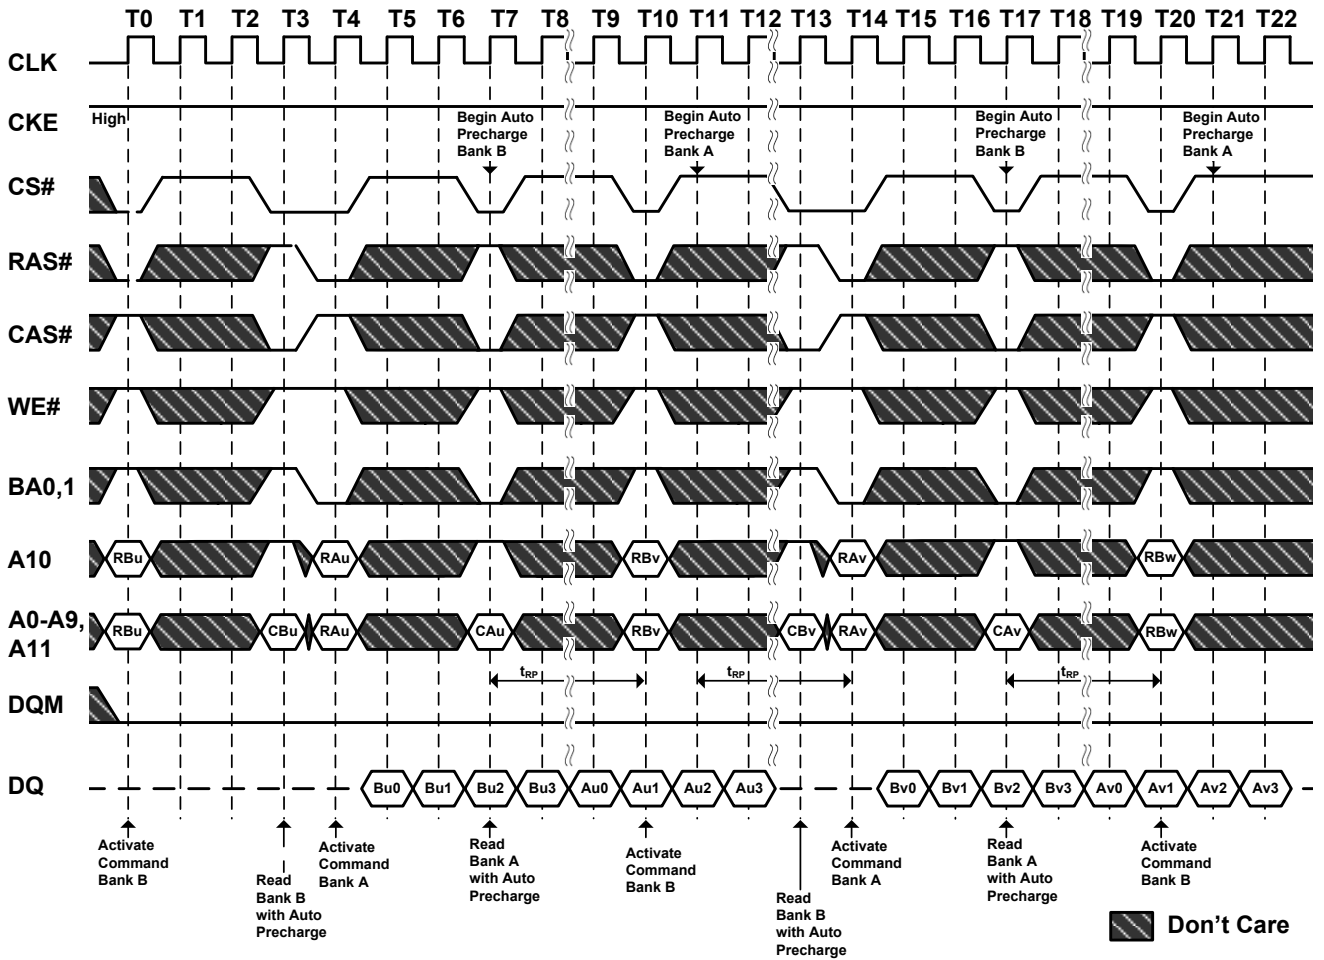 T0 T1 T2 T3 T4 T5 T6 T7 T8 T9 T10 T11 T12 T13 T14 T15 T16 T17 T18 T19 T20 T21 T22
CLK
CKE
High
Begin Auto
Precharge
Bank B
Begin Auto
Precharge
Bank A
Begin Auto
Precharge
Bank B
Begin Auto
Precharge
Bank A
CS#
RAS#
CAS#
WE#
BA0,1
A10
RBu RAu RBv RAv RBw
A0-A9,
A11
RBu CBu RAu CAu RBv CBv RAv CAv RBw
tRP tRP tRP
DQM
DQ
Bu0 Bu1 Bu2 Bu3 Au0 Au1 Au2 Au3 Bv0 Bv1 Bv2 Bv3 Av0 Av1 Av2 Av3
Activate
Command
Bank B
Read
Bank B
with Auto
Precharge
Activate
Command
Bank A
Read
Bank A
with Auto
Precharge
Activate
Command
Bank B
Read
Bank B
with Auto
Precharge
Activate
Command
Bank A
Read
Bank A
with Auto
Precharge
Activate
Command
Bank B
Don't Care